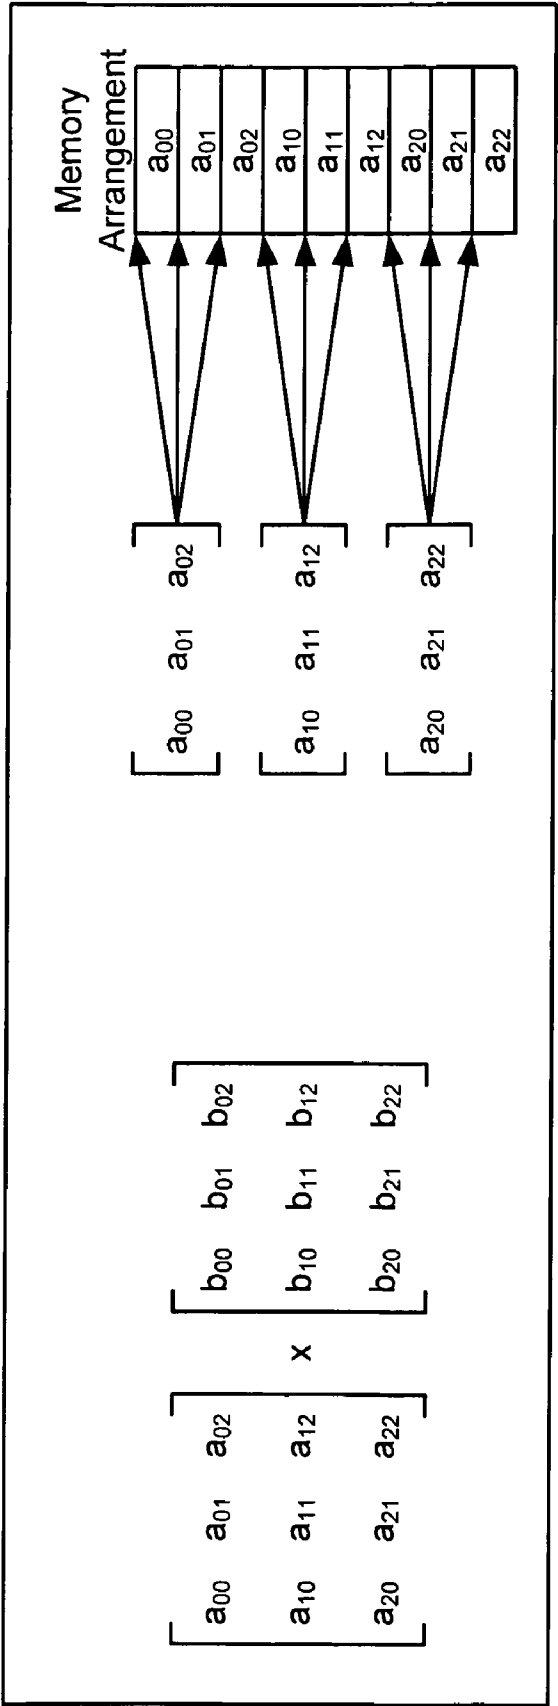 a00 a01 a02
a10 a11 a12
a20 a21 a22
x
b00 b01 b02
b10 b11 b12
b20 b21 b22
a00 a01 a02
a10 a11 a12
a20 a21 a22
Memory
Arrangement
a00
a01
a02
a10
a11
a12
a20
a21
a22